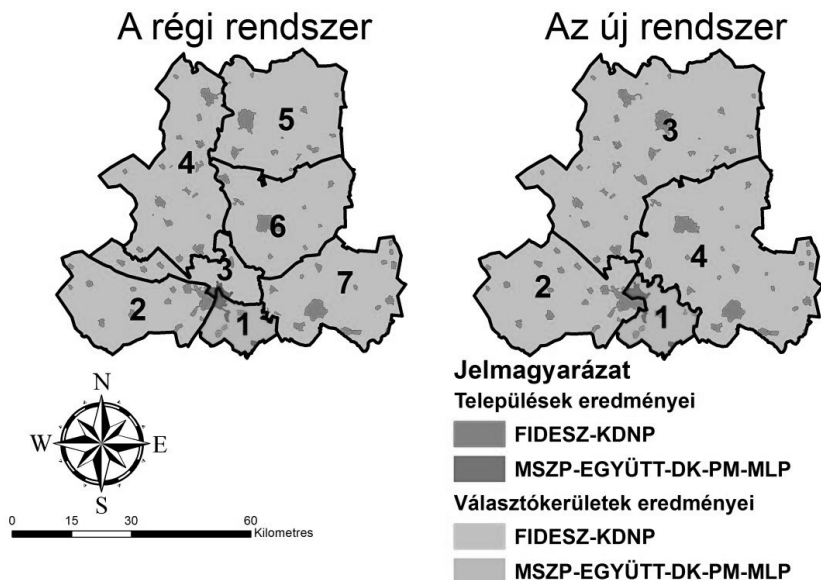 A régi rendszer
Az új rendszer
5
4
6
3
7
2
1
3
4
2
1
N
W
E
S
0
15
30
60
Kilometres
Jelmagyarázat
Települések eredményei
FIDESZ-KDNP
MSZP-EGYÜTT-DK-PM-MLP
Választókerületek eredményei
FIDESZ-KDNP
MSZP-EGYÜTT-DK-PM-MLP